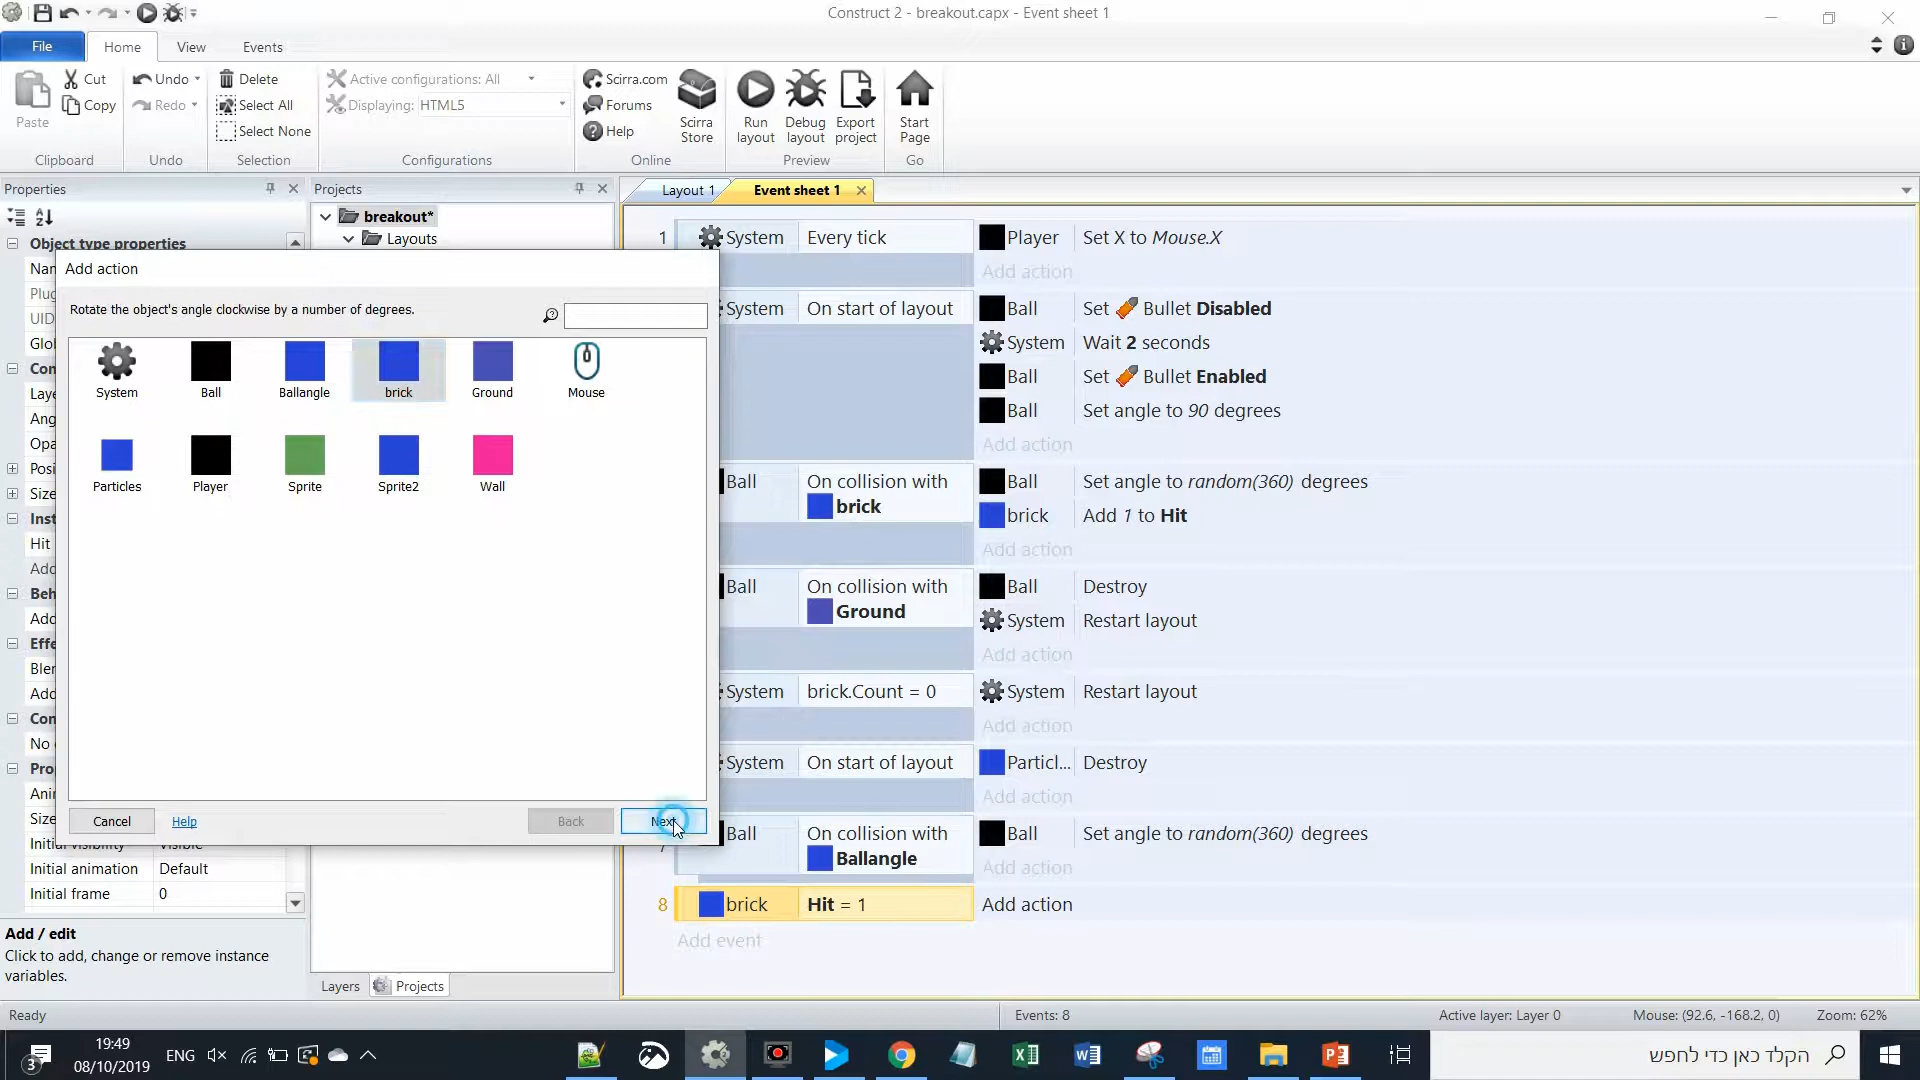 Construct 2 - breakout.capx - Event sheet 1
File
Home
View
Events
Paste
Cut
Copy
Clipboard
Undo
Redo
Undo
Delete
Select All
Select None
Selection
Active configurations: All
Displaying: HTML5
Configurations
Scirra.com
Forums
Help
Scirra
Store
Online
Run
layout
Debug
layout
Export
project
Preview
Start
Page
Go
Properties
Projects
Layout 1
Event sheet 1
Object type properties
breakout*
Layouts
Add action
Rotate the object's angle clockwise by a number of degrees.
System
Ball
Ballangle
brick
Ground
Mouse
Particles
Player
Sprite
Sprite2
Wall
Cancel
Help
Back
Next
Initial animation
Default
Initial frame
0
Add / edit
Click to add, change or remove instance
variables.
Layers
Projects
1
System
Every tick
Player
Set X to Mouse.X
Add action
System
On start of layout
Ball
Set Bullet Disabled
System
Wait 2 seconds
Ball
Set Bullet Enabled
Ball
Set angle to 90 degrees
Add action
Ball
On collision with
brick
Ball
Set angle to random(360) degrees
brick
Add 1 to Hit
Add action
Ball
On collision with
Ground
Ball
Destroy
System
Restart layout
Add action
System
brick.Count = 0
System
Restart layout
Add action
System
On start of layout
Particl...
Destroy
Add action
Ball
On collision with
Ballangle
Ball
Set angle to random(360) degrees
Add action
8
brick
Hit = 1
Add action
Add event
Ready
Events: 8
Active layer: Layer 0
Mouse: (92.6, -168.2, 0)
Zoom: 62%
3
19:49
08/10/2019
ENG
הקלד כאן כדי לחפש